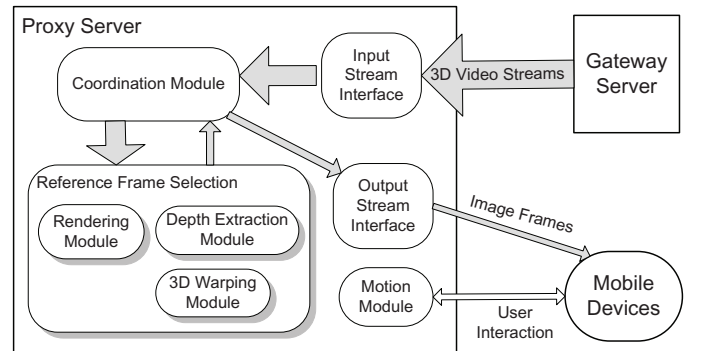 Proxy Server
Input
Stream
Interface
3D Video Streams
Gateway
Server
Coordination Module
Reference Frame Selection
Rendering
Module
Depth Extraction
Module
3D Warping
Module
Output
Stream
Interface
Image Frames
Motion
Module
User
Interaction
Mobile
Devices